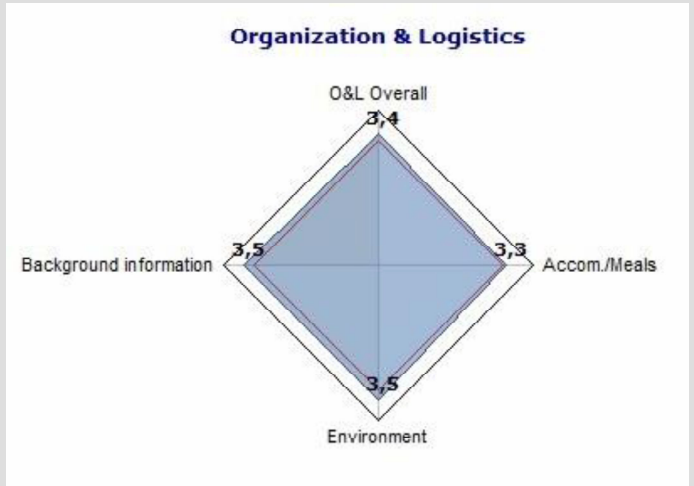 Organization & Logistics
O&L Overall
3,4
Background information
3,5
3,3
Accom./Meals
3,5
Environment